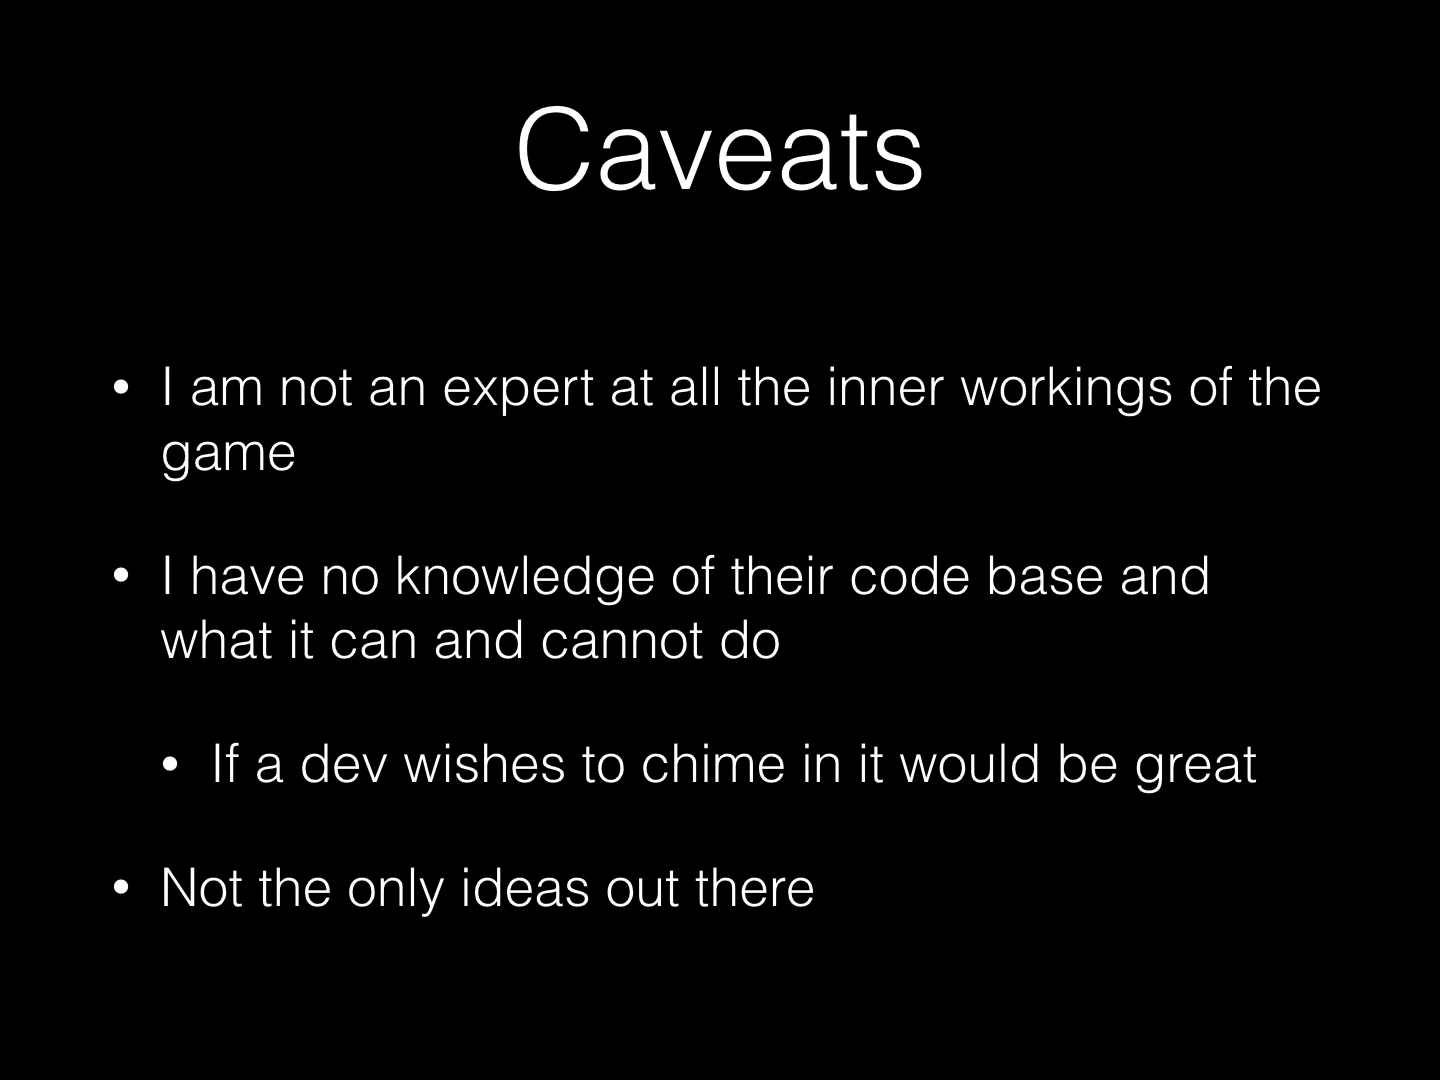 Caveats
• I am not an expert at all the inner workings of the
game
• I have no knowledge of their code base and
what it can and cannot do
• If a dev wishes to chime in it would be great
• Not the only ideas out there